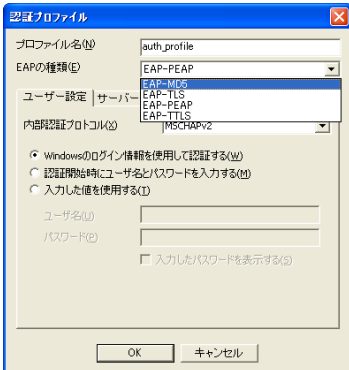 認証プロファイル
プロファイル名(N)
auth_profile
EAPの種類(E)
EAP-PEAP
EAP-MD5
EAP-TLS
EAP-PEAP
EAP-TTLS
ユーザー設定
サーバー
内部認証プロトコル(X)
MSCHAPv2
Windowsのログイン情報を使用して認証する(W)
認証開始時にユーザ名とパスワードを入力する(M)
入力した値を使用する(I)
ユーザ名(U)
パスワード(P)
入力したパスワードを表示する(S)
OK
キャンセル